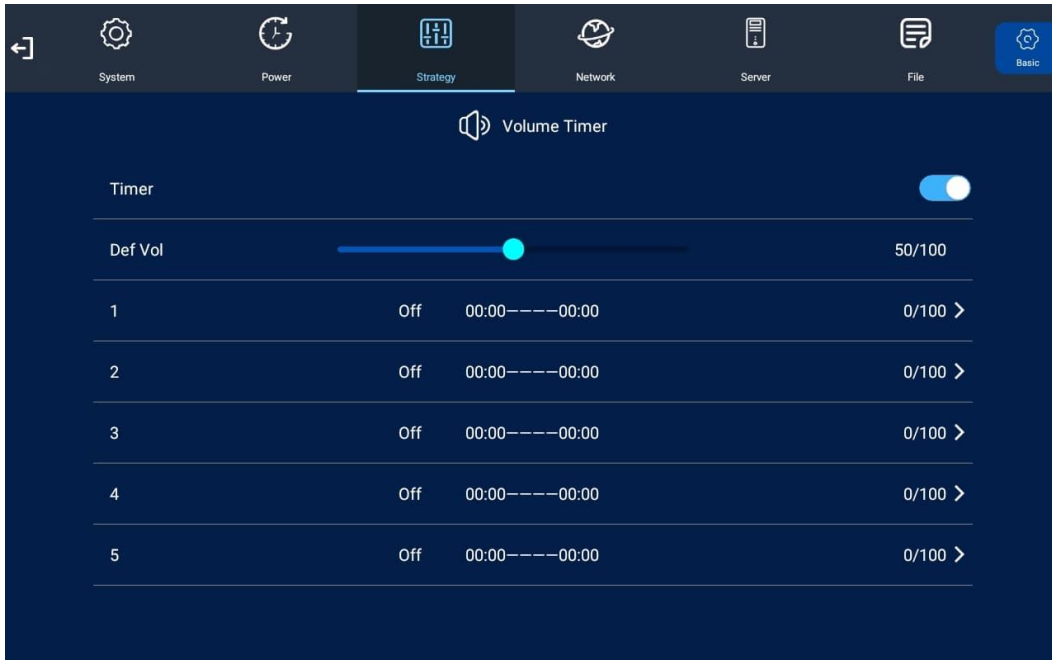 System Power Strategy Network Server File Basic
Volume Timer
Timer
Def Vol 50/100
1 Off 00:00————00:00 0/100
2 Off 00:00————00:00 0/100
3 Off 00:00————00:00 0/100
4 Off 00:00————00:00 0/100
5 Off 00:00————00:00 0/100